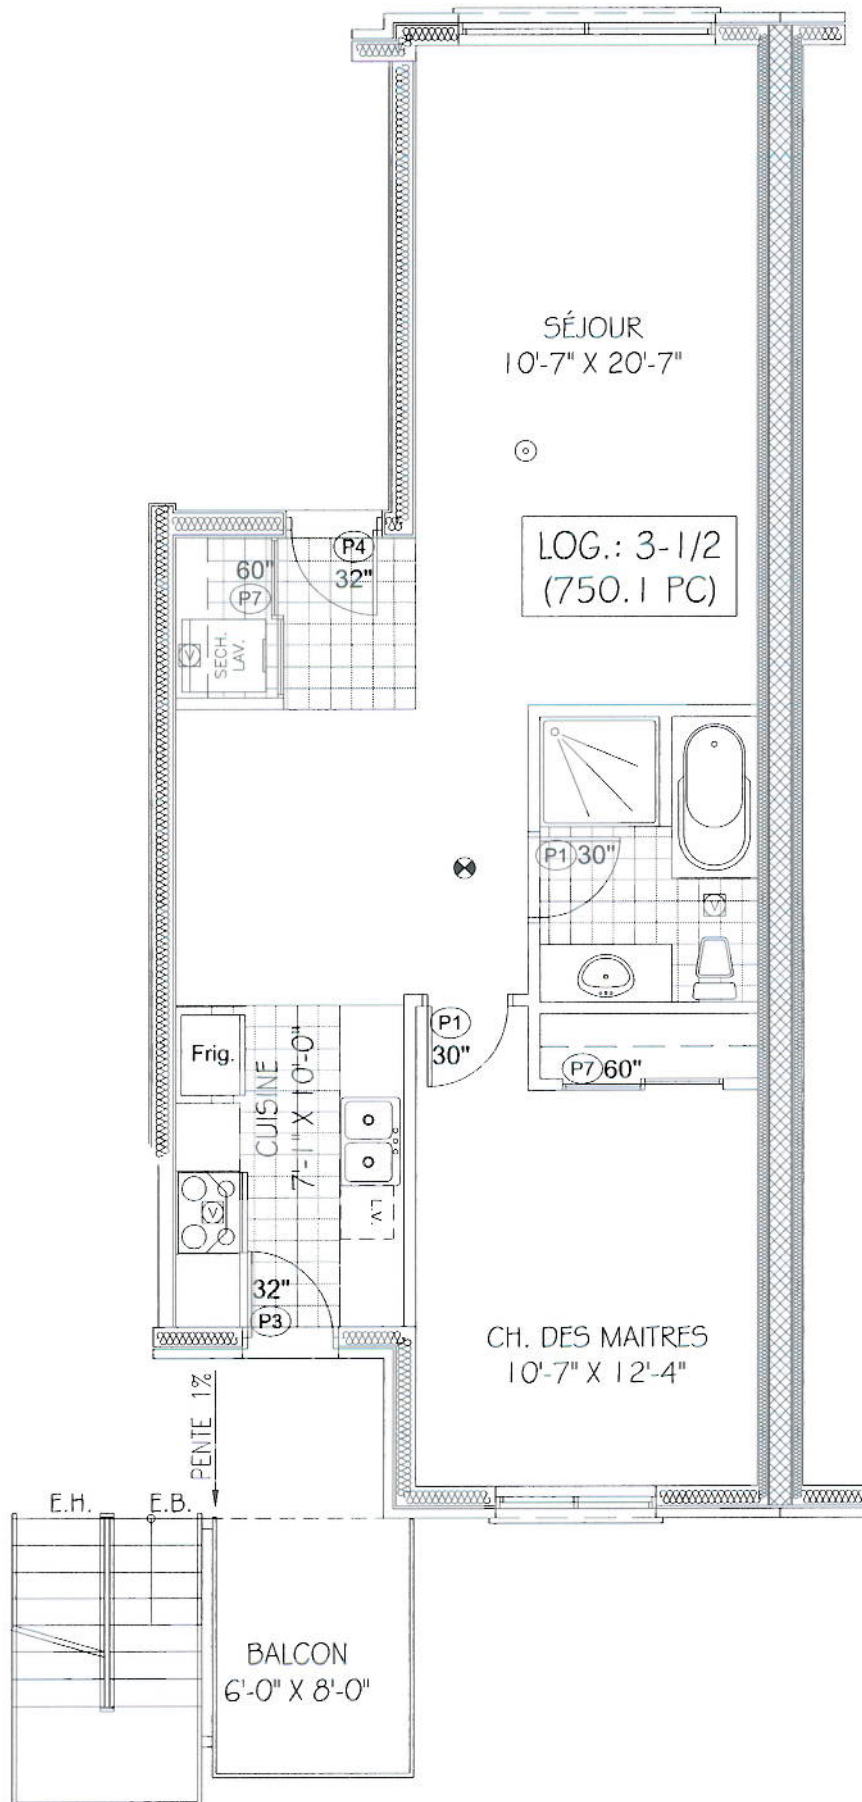 SÉJOUR
10'-7" X 20'-7"
LOG.: 3-1/2
(750.1 PC)
P4
32"
60"
P7
SECH.
LAV.
V
P1 30"
V
P1
30"
P7 60"
Frig.
CUISINE
7'-1" X 10'-0"
V
L.V.
32"
P3
CH. DES MAITRES
10'-7" X 12'-4"
PENTE 1%
E.H.
E.B.
BALCON
6'-0" X 8'-0"